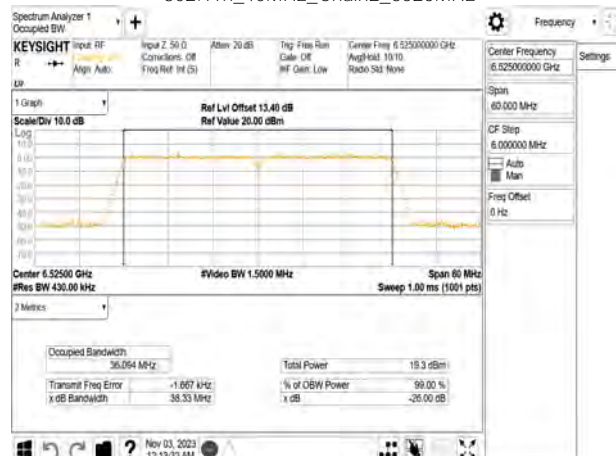 Spectrum Analyzer 1
Occupied BW
Frequency
Settings
KEYSIGHT
R
Input: RF
Align: Auto
Input Z: 50 Ω
Corrections: Off
Freq Ref: Int (S)
Atten: 20 dB
Trig: Free Run
Gate: Off
#IF Gain: Low
Center Freq: 6.525000000 GHz
Avg|Hold: 10/10
Radio Std: None
Center Frequency
6.525000000 GHz
Span
60.000 MHz
CF Step
6.000000 MHz
Auto
Man
Freq Offset
0 Hz
1 Graph
Scale/Div 10.0 dB
Ref Lvl Offset 13.40 dB
Ref Value 20.00 dBm
Log
Center 6.52500 GHz
#Res BW 430.00 kHz
#Video BW 1.5000 MHz
Span 60 MHz
Sweep 1.00 ms (1001 pts)
2 Metrics
Occupied Bandwidth
36.094 MHz
Total Power
19.3 dBm
Transmit Freq Error
-1.667 kHz
% of OBW Power
99.00 %
x dB Bandwidth
38.33 MHz
x dB
-26.00 dB
?
Nov 03, 2023